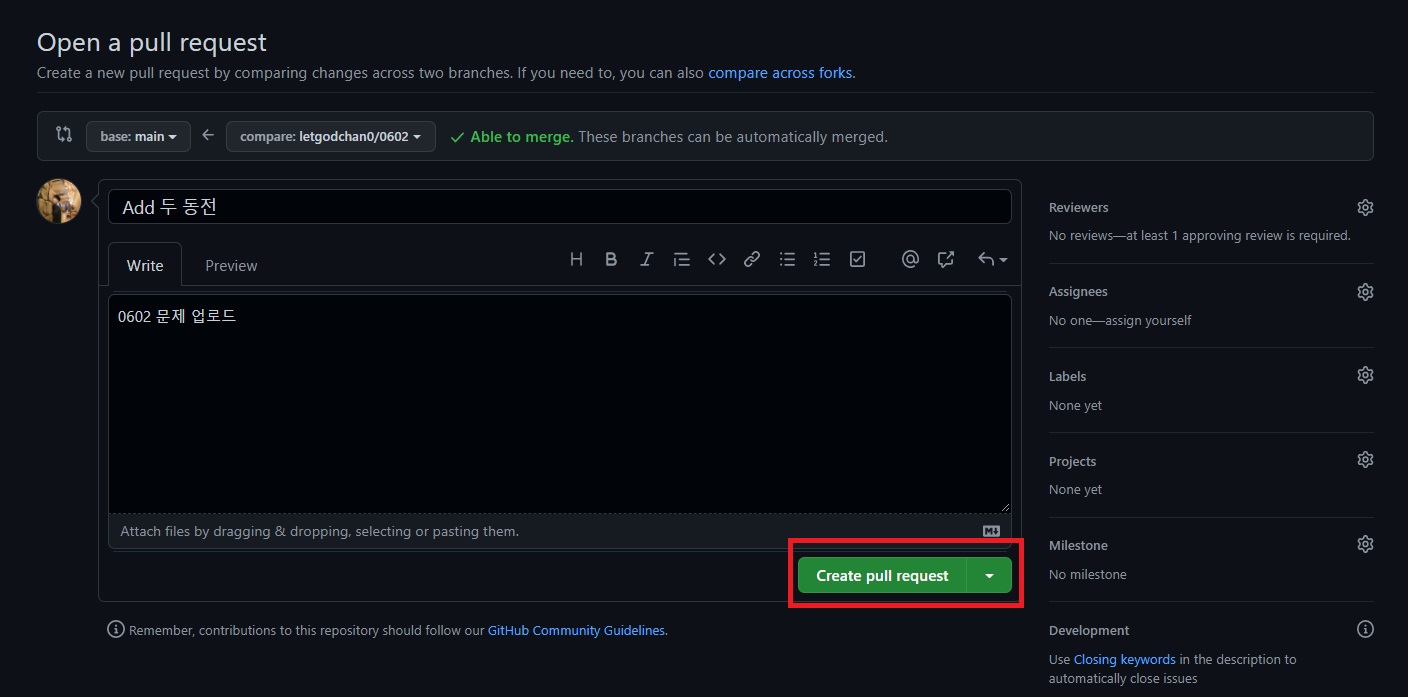 Open a pull request
Create a new pull request by comparing changes across two branches. If you need to, you can also compare across forks.
base: main
compare: letgodchan0/0602
Able to merge. These branches can be automatically merged.
Add 두 동전
Write
Preview
0602 문제 업로드
Attach files by dragging & dropping, selecting or pasting them.
Create pull request
Remember, contributions to this repository should follow our GitHub Community Guidelines.
Reviewers
No reviews—at least 1 approving review is required.
Assignees
No one—assign yourself
Labels
None yet
Projects
None yet
Milestone
No milestone
Development
Use Closing keywords in the description to
automatically close issues